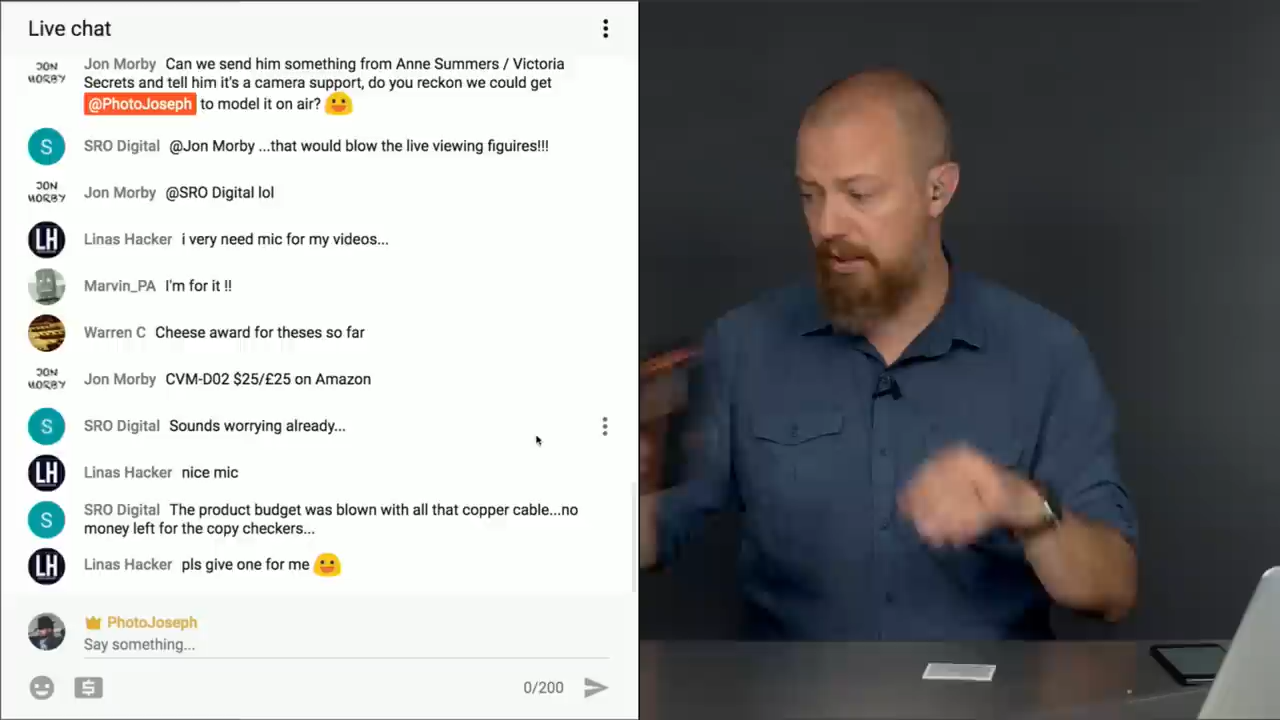 Live chat
JON MORBY
Jon Morby Can we send him something from Anne Summers / Victoria
Secrets and tell him it's a camera support, do you reckon we could get
@PhotoJoseph to model it on air?
S
SRO Digital @Jon Morby ...that would blow the live viewing figuires!!!
JON MORBY
Jon Morby @SRO Digital lol
LH
Linas Hacker i very need mic for my videos...
Marvin_PA I'm for it !!
Warren C Cheese award for theses so far
JON MORBY
Jon Morby CVM-D02 $25/£25 on Amazon
S
SRO Digital Sounds worrying already...
LH
Linas Hacker nice mic
S
SRO Digital The product budget was blown with all that copper cable...no
money left for the copy checkers...
LH
Linas Hacker pls give one for me
PhotoJoseph
Say something...
$
0/200